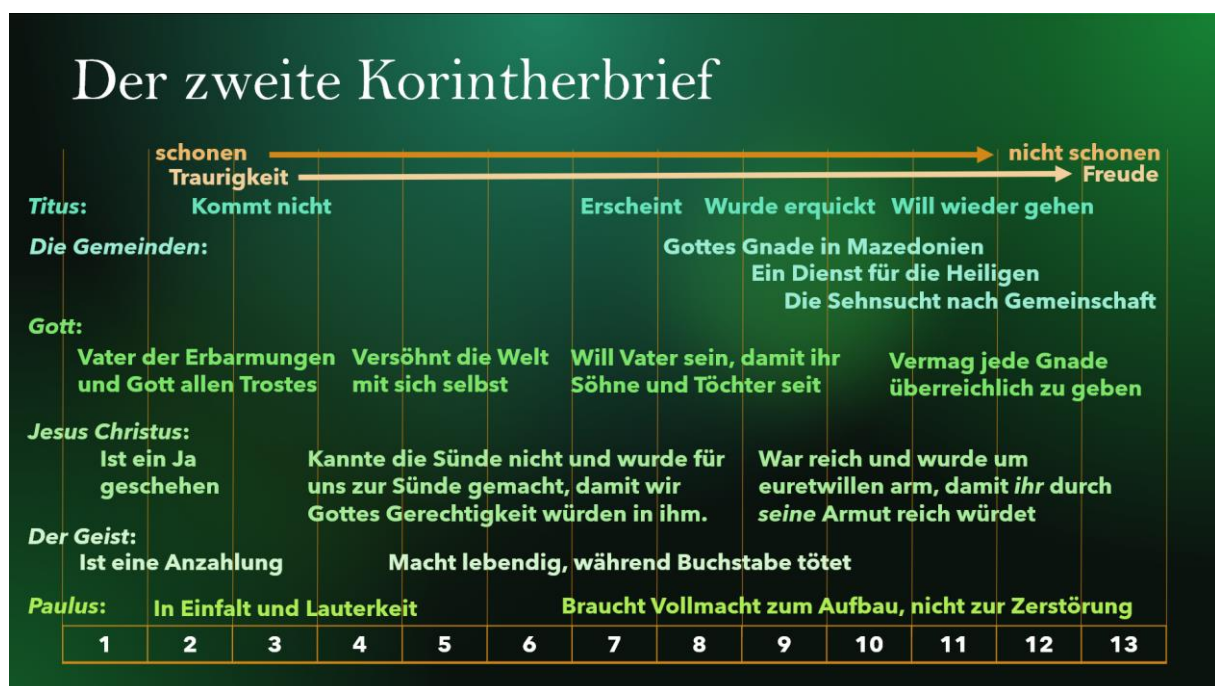 Der zweite Korintherbrief
schonen nicht schonen
Traurigkeit Freude
Titus: Kommt nicht Erscheint Wurde erquickt Will wieder gehen
Die Gemeinden: Gottes Gnade in Mazedonien
Ein Dienst für die Heiligen
Die Sehnsucht nach Gemeinschaft
Gott:
Vater der Erbarmungen
und Gott allen Trostes
Versöhnt die Welt
mit sich selbst
Will Vater sein, damit ihr
Söhne und Töchter seit
Vermag jede Gnade
überreichlich zu geben
Jesus Christus:
Ist ein Ja
geschehen
Kannte die Sünde nicht und wurde für
uns zur Sünde gemacht, damit wir
Gottes Gerechtigkeit würden in ihm.
War reich und wurde um
euretwillen arm, damit ihr durch
seine Armut reich würdet
Der Geist:
Ist eine Anzahlung Macht lebendig, während Buchstabe tötet
Paulus: In Einfalt und Lauterkeit Braucht Vollmacht zum Aufbau, nicht zur Zerstörung
1 2 3 4 5 6 7 8 9 10 11 12 13